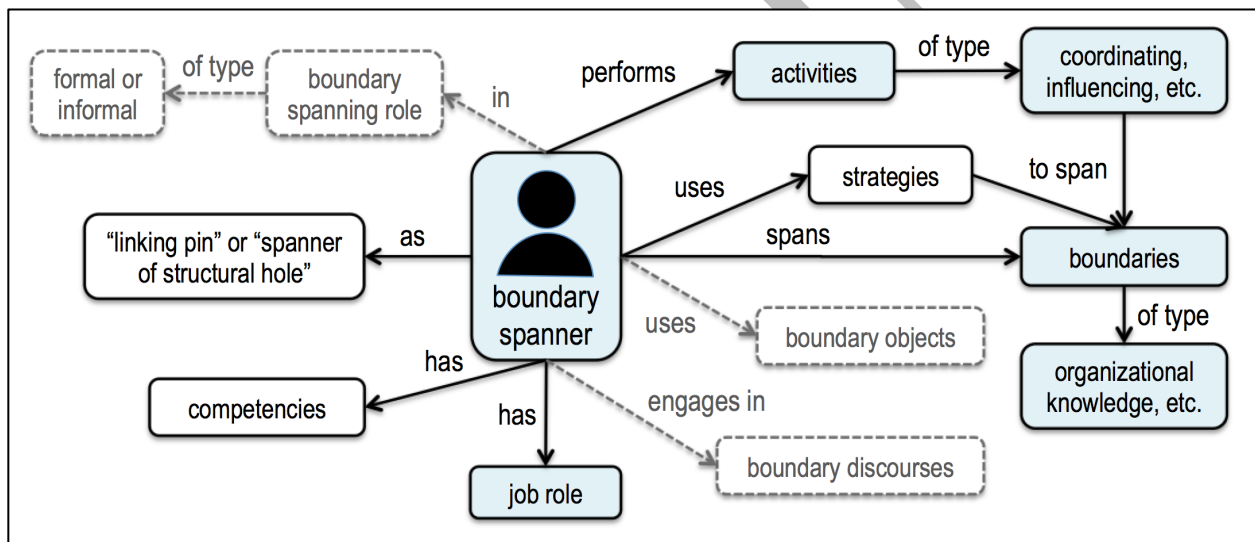 formal or
informal
of type
boundary
spanning role
in
performs
activities
of type
coordinating,
influencing, etc.
uses
strategies
to span
“linking pin” or “spanner
of structural hole”
as
boundary
spanner
spans
boundaries
uses
boundary objects
of type
organizational
knowledge, etc.
has
competencies
has
job role
engages in
boundary discourses